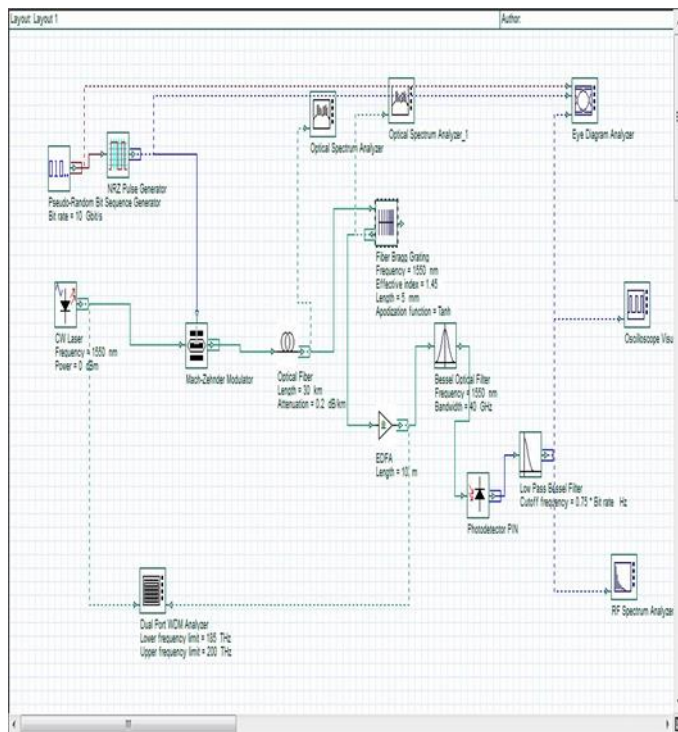 Layout: Layout 1
Author:
Optical Spectrum Analyzer
Optical Spectrum Analyzer_1
Eye Diagram Analyzer
NRZ Pulse Generator
Pseudo-Random Bit Sequence Generator
Bit rate = 10 Gbit/s
Fiber Bragg Grating
Frequency = 1550 nm
Effective index = 1.45
Length = 5 mm
Apodization function = Tanh
CW Laser
Frequency = 1550 nm
Power = 0 dBm
Mach-Zehnder Modulator
Optical Fiber
Length = 30 km
Attenuation = 0.2 dB/km
Bessel Optical Filter
Frequency = 1550 nm
Bandwidth = 40 GHz
Oscilloscope Visu
EDFA
Length = 10 m
Low Pass Bessel Filter
Cutoff frequency = 0.75 * Bit rate Hz
Photodetector PIN
RF Spectrum Analyzer
Dual Port WDM Analyzer
Lower frequency limit = 185 THz
Upper frequency limit = 200 THz